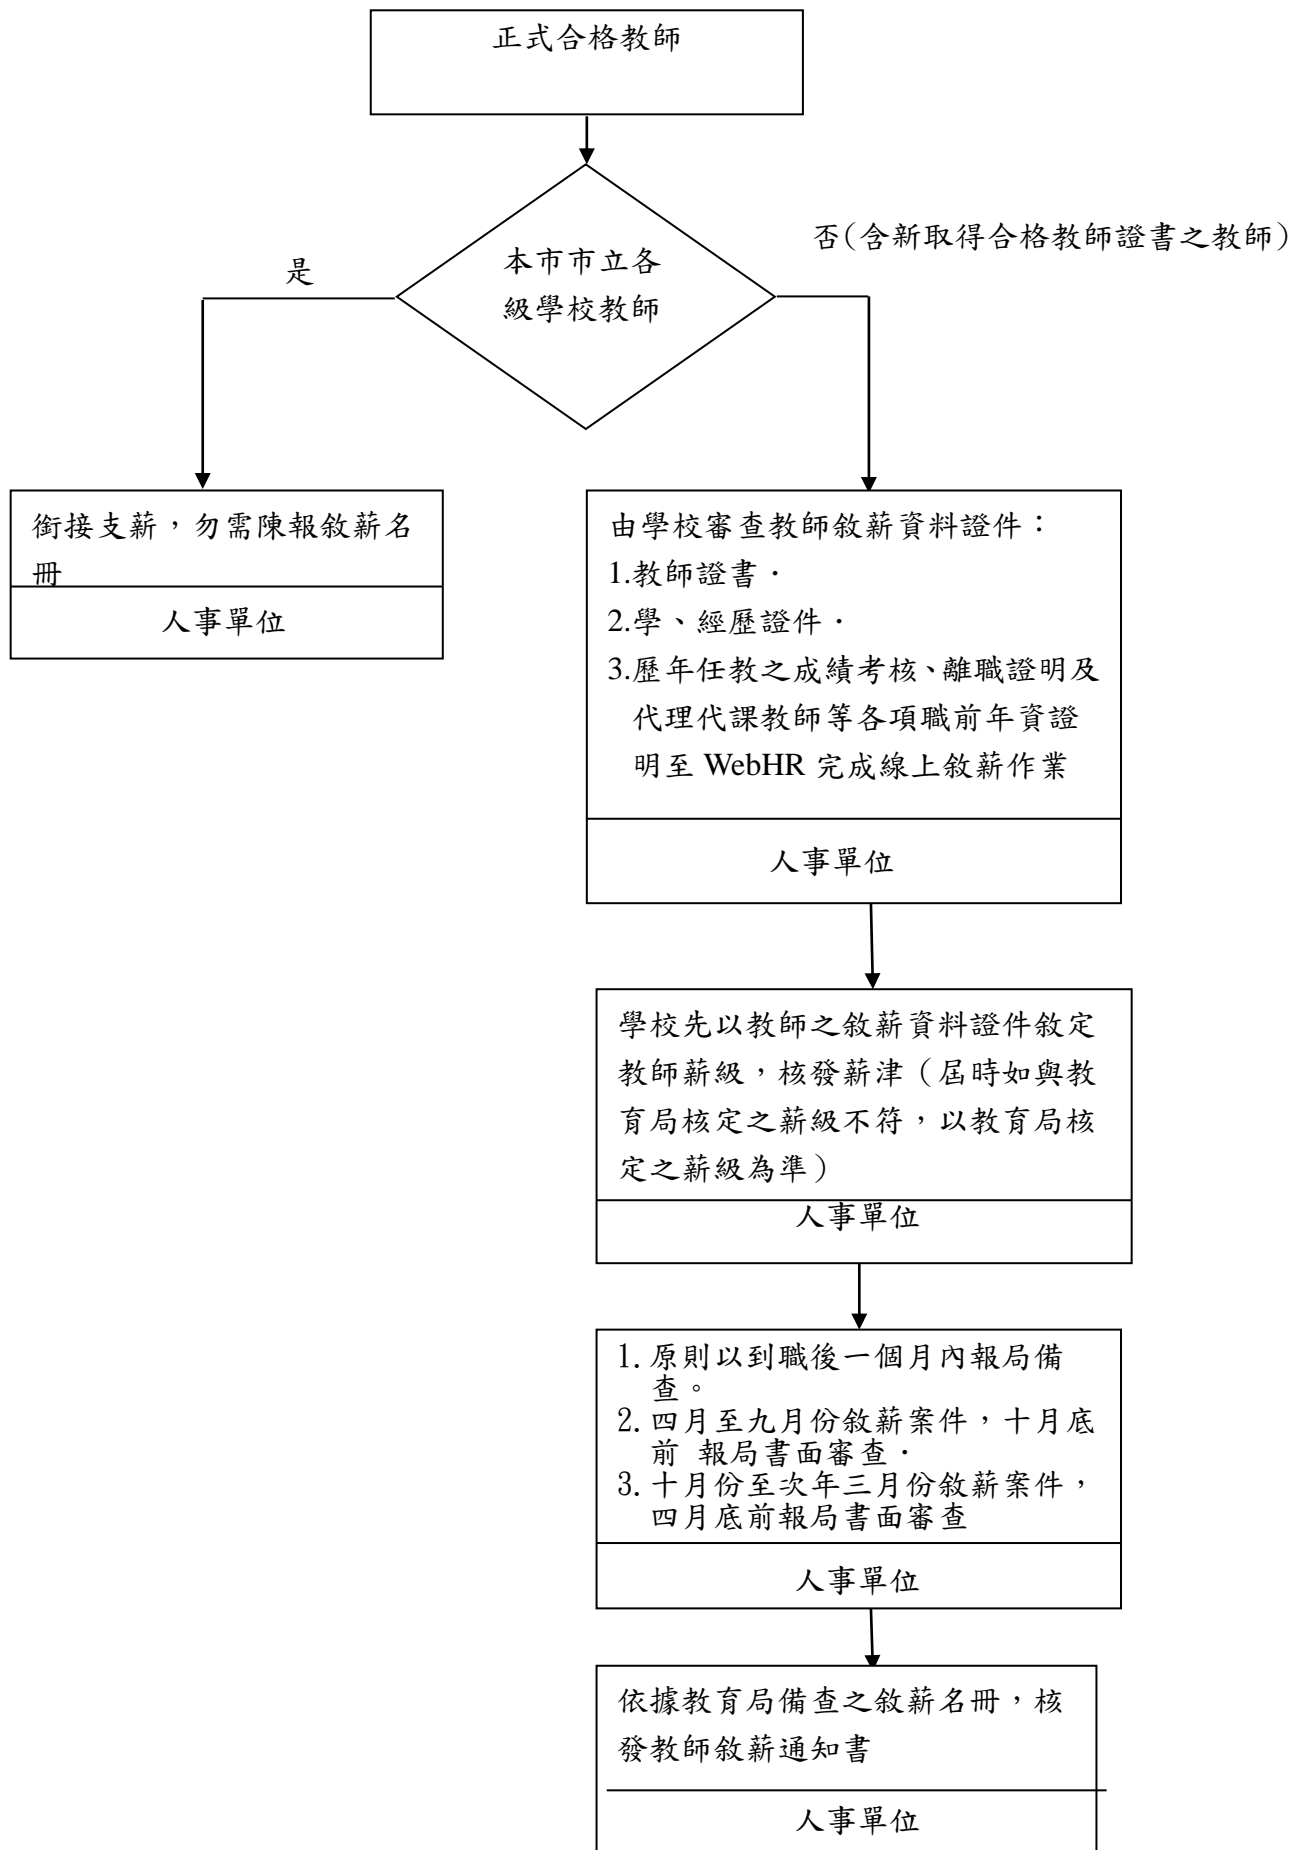 正式合格教師
本市市立各
級學校教師
是
否(含新取得合格教師證書之教師)
銜接支薪，勿需陳報敘薪名
冊
人事單位
由學校審查教師敘薪資料證件：
1.教師證書．
2.學、經歷證件．
3.歷年任教之成績考核、離職證明及
代理代課教師等各項職前年資證
明至 WebHR 完成線上敘薪作業
人事單位
學校先以教師之敘薪資料證件敘定
教師薪級，核發薪津（屆時如與教
育局核定之薪級不符，以教育局核
定之薪級為準）
人事單位
1. 原則以到職後一個月內報局備
查。
2. 四月至九月份敘薪案件，十月底
前 報局書面審查．
3. 十月份至次年三月份敘薪案件，
四月底前報局書面審查
人事單位
依據教育局備查之敘薪名冊，核
發教師敘薪通知書
人事單位